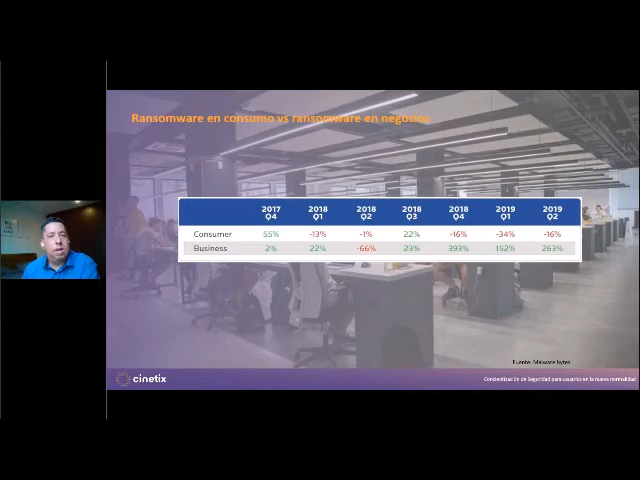 Ransomware en consumo vs ransomware en negocios
2017 Q4 2018 Q1 2018 Q2 2018 Q3 2018 Q4 2019 Q1 2019 Q2
Consumer 55% -13% -1% 22% -16% -34% -16%
Business 2% 22% -66% 23% 393% 152% 263%
Fuente: Malware bytes
cinetix
Concientización de Seguridad para usuarios en la nueva normalidad